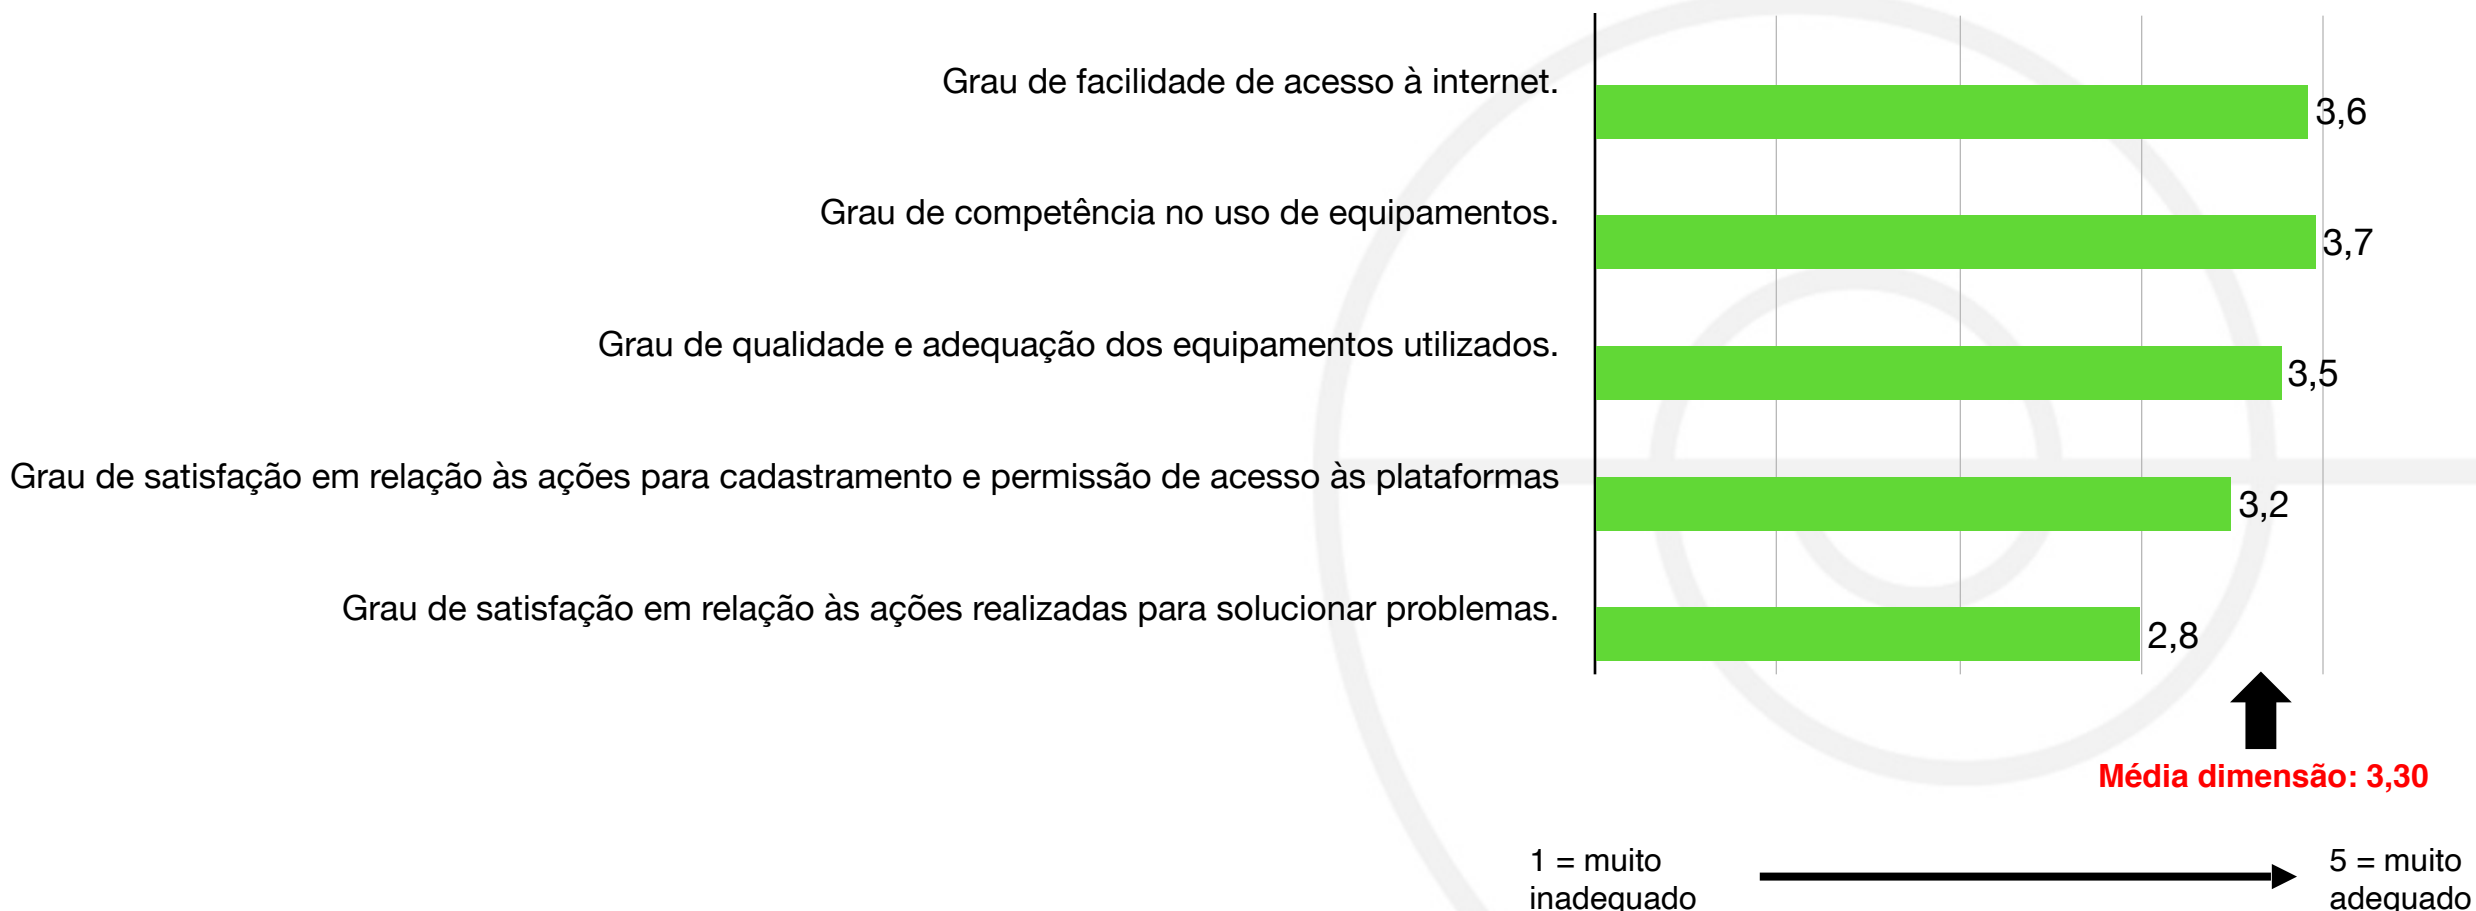 Grau de facilidade de acesso à internet.
3,6
Grau de competência no uso de equipamentos.
3,7
Grau de qualidade e adequação dos equipamentos utilizados.
3,5
Grau de satisfação em relação às ações para cadastramento e permissão de acesso às plataformas
3,2
Grau de satisfação em relação às ações realizadas para solucionar problemas.
2,8
Média dimensão: 3,30
1 = muito
inadequado
5 = muito
adequado